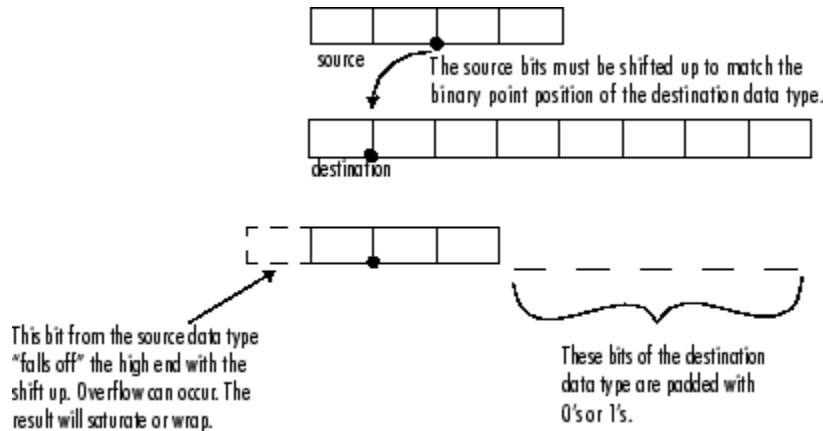 source
The source bits must be shifted up to match the
binary point position of the destination data type.
destination
This bit from the source data type
"falls off" the high end with the
shift up. Overflow can occur. The
result will saturate or wrap.
These bits of the destination
data type are padded with
0's or 1's.